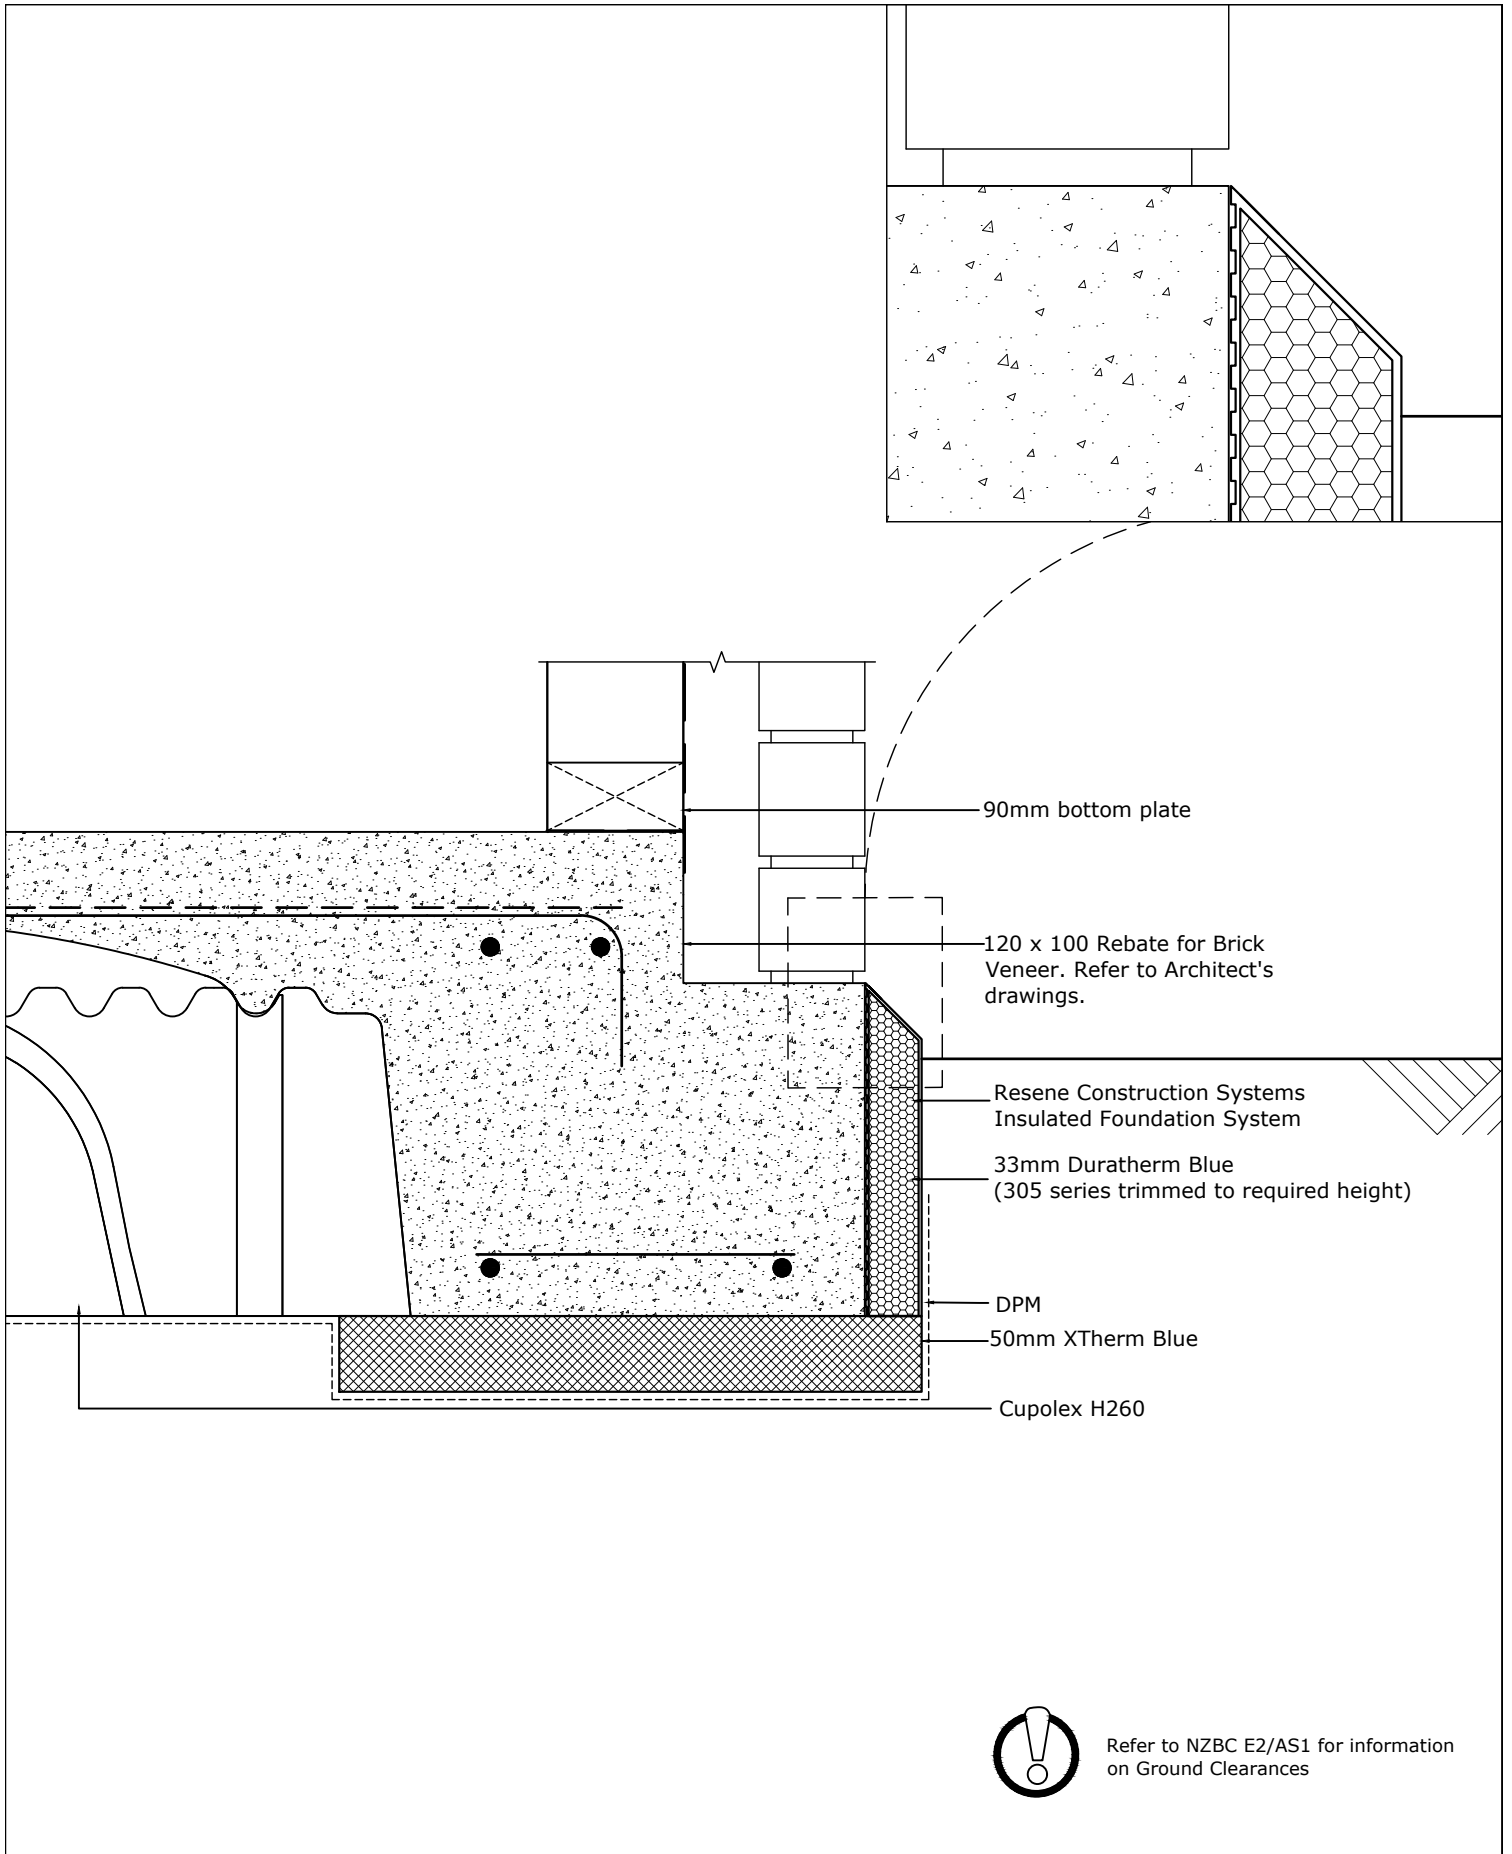 90mm bottom plate
120 x 100 Rebate for Brick
Veneer. Refer to Architect's
drawings.
Resene Construction Systems
Insulated Foundation System
33mm Duratherm Blue
(305 series trimmed to required height)
DPM
50mm XTherm Blue
Cupolex H260
Refer to NZBC E2/AS1 for information
on Ground Clearances